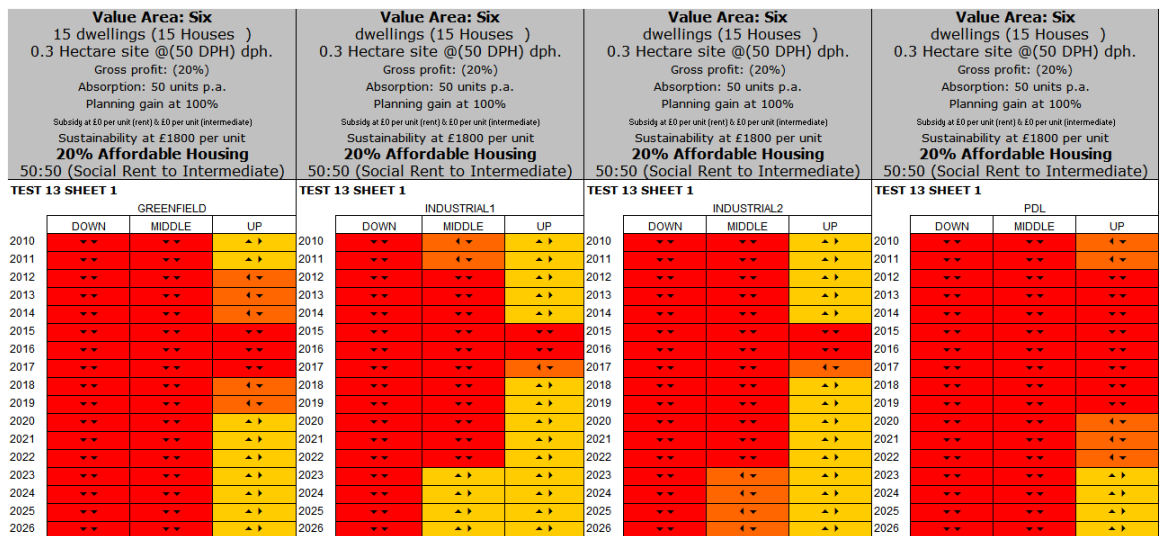 Value Area: Six
15 dwellings (15 Houses )
0.3 Hectare site @(50 DPH) dph.
Gross profit: (20%)
Absorption: 50 units p.a.
Planning gain at 100%
Subsidy at £0 per unit (rent) & £0 per unit (intermediate)
Sustainability at £1800 per unit
20% Affordable Housing
50:50 (Social Rent to Intermediate)
TEST 13 SHEET 1
GREENFIELD
DOWN MIDDLE UP
2010
2011
2012
2013
2014
2015
2016
2017
2018
2019
2020
2021
2022
2023
2024
2025
2026
Value Area: Six
dwellings (15 Houses )
0.3 Hectare site @(50 DPH) dph.
Gross profit: (20%)
Absorption: 50 units p.a.
Planning gain at 100%
Subsidy at £0 per unit (rent) & £0 per unit (intermediate)
Sustainability at £1800 per unit
20% Affordable Housing
50:50 (Social Rent to Intermediate)
TEST 13 SHEET 1
INDUSTRIAL1
DOWN MIDDLE UP
2010
2011
2012
2013
2014
2015
2016
2017
2018
2019
2020
2021
2022
2023
2024
2025
2026
Value Area: Six
dwellings (15 Houses )
0.3 Hectare site @(50 DPH) dph.
Gross profit: (20%)
Absorption: 50 units p.a.
Planning gain at 100%
Subsidy at £0 per unit (rent) & £0 per unit (intermediate)
Sustainability at £1800 per unit
20% Affordable Housing
50:50 (Social Rent to Intermediate)
TEST 13 SHEET 1
INDUSTRIAL2
DOWN MIDDLE UP
2010
2011
2012
2013
2014
2015
2016
2017
2018
2019
2020
2021
2022
2023
2024
2025
2026
Value Area: Six
dwellings (15 Houses )
0.3 Hectare site @(50 DPH) dph.
Gross profit: (20%)
Absorption: 50 units p.a.
Planning gain at 100%
Subsidy at £0 per unit (rent) & £0 per unit (intermediate)
Sustainability at £1800 per unit
20% Affordable Housing
50:50 (Social Rent to Intermediate)
TEST 13 SHEET 1
PDL
DOWN MIDDLE UP
2010
2011
2012
2013
2014
2015
2016
2017
2018
2019
2020
2021
2022
2023
2024
2025
2026